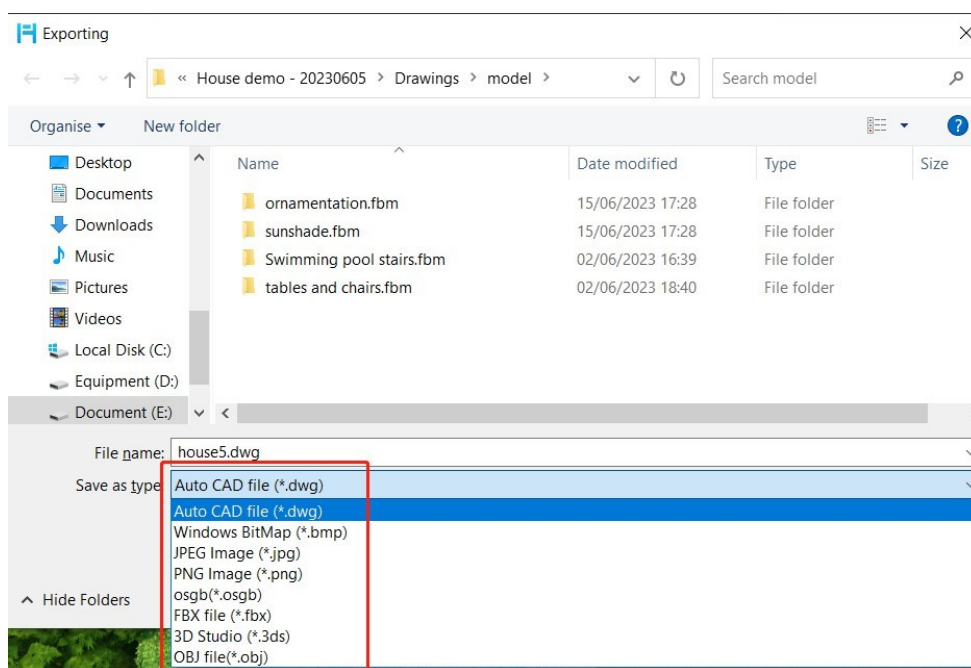 Exporting
« House demo - 20230605 > Drawings > model >
Search model
Organise
New folder
Name Date modified Type Size
Desktop
Documents
Downloads
Music
Pictures
Videos
Local Disk (C:)
Equipment (D:)
Document (E:)
ornamentation.fbm 15/06/2023 17:28 File folder
sunshade.fbm 15/06/2023 17:28 File folder
Swimming pool stairs.fbm 02/06/2023 16:39 File folder
tables and chairs.fbm 02/06/2023 18:40 File folder
File name: house5.dwg
Save as type Auto CAD file (*.dwg)
Auto CAD file (*.dwg)
Windows BitMap (*.bmp)
JPEG Image (*.jpg)
PNG Image (*.png)
osgb(*.osgb)
FBX file (*.fbx)
3D Studio (*.3ds)
OBJ file(*.obj)
Hide Folders